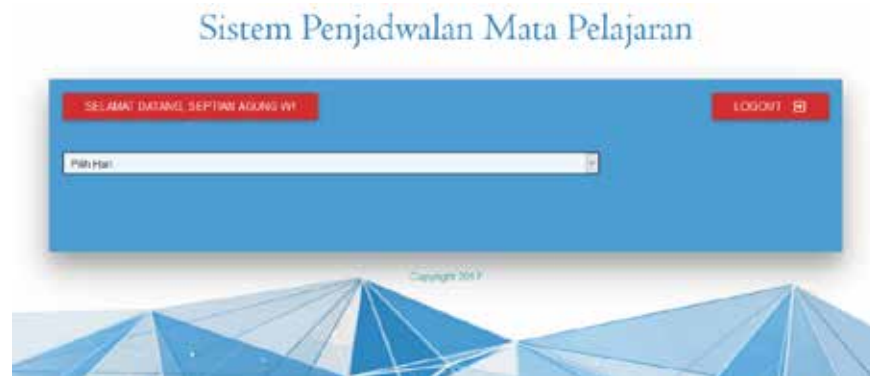 Sistem Penjadwalan Mata Pelajaran
SELAMAT DATANG, SEPTIAN AGUNG W!
LOGOUT
Pilih Hari
Copyright 2017